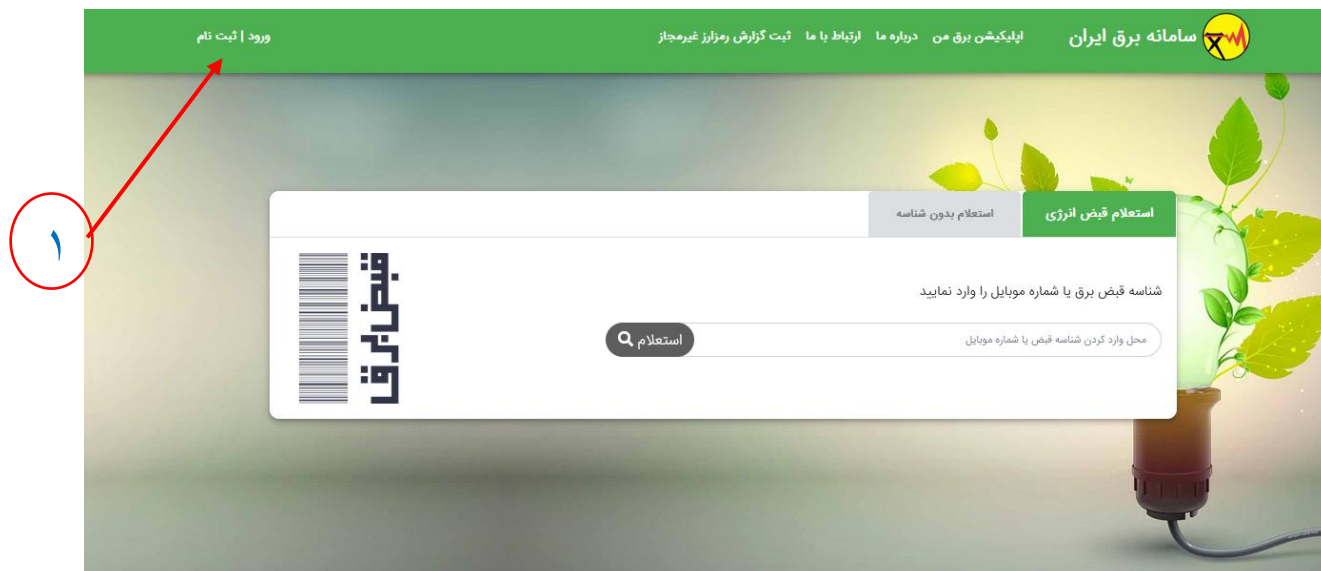 سامانه برق ایران
اپلیکیشن برق من درباره ما ارتباط با ما ثبت گزارش رمزارز غیرمجاز
ورود | ثبت نام
۱
استعلام قبض انرژی
استعلام بدون شناسه
شناسه قبض برق یا شماره موبایل را وارد نمایید
محل وارد کردن شناسه قبض یا شماره موبایل
استعلام
قبض برق